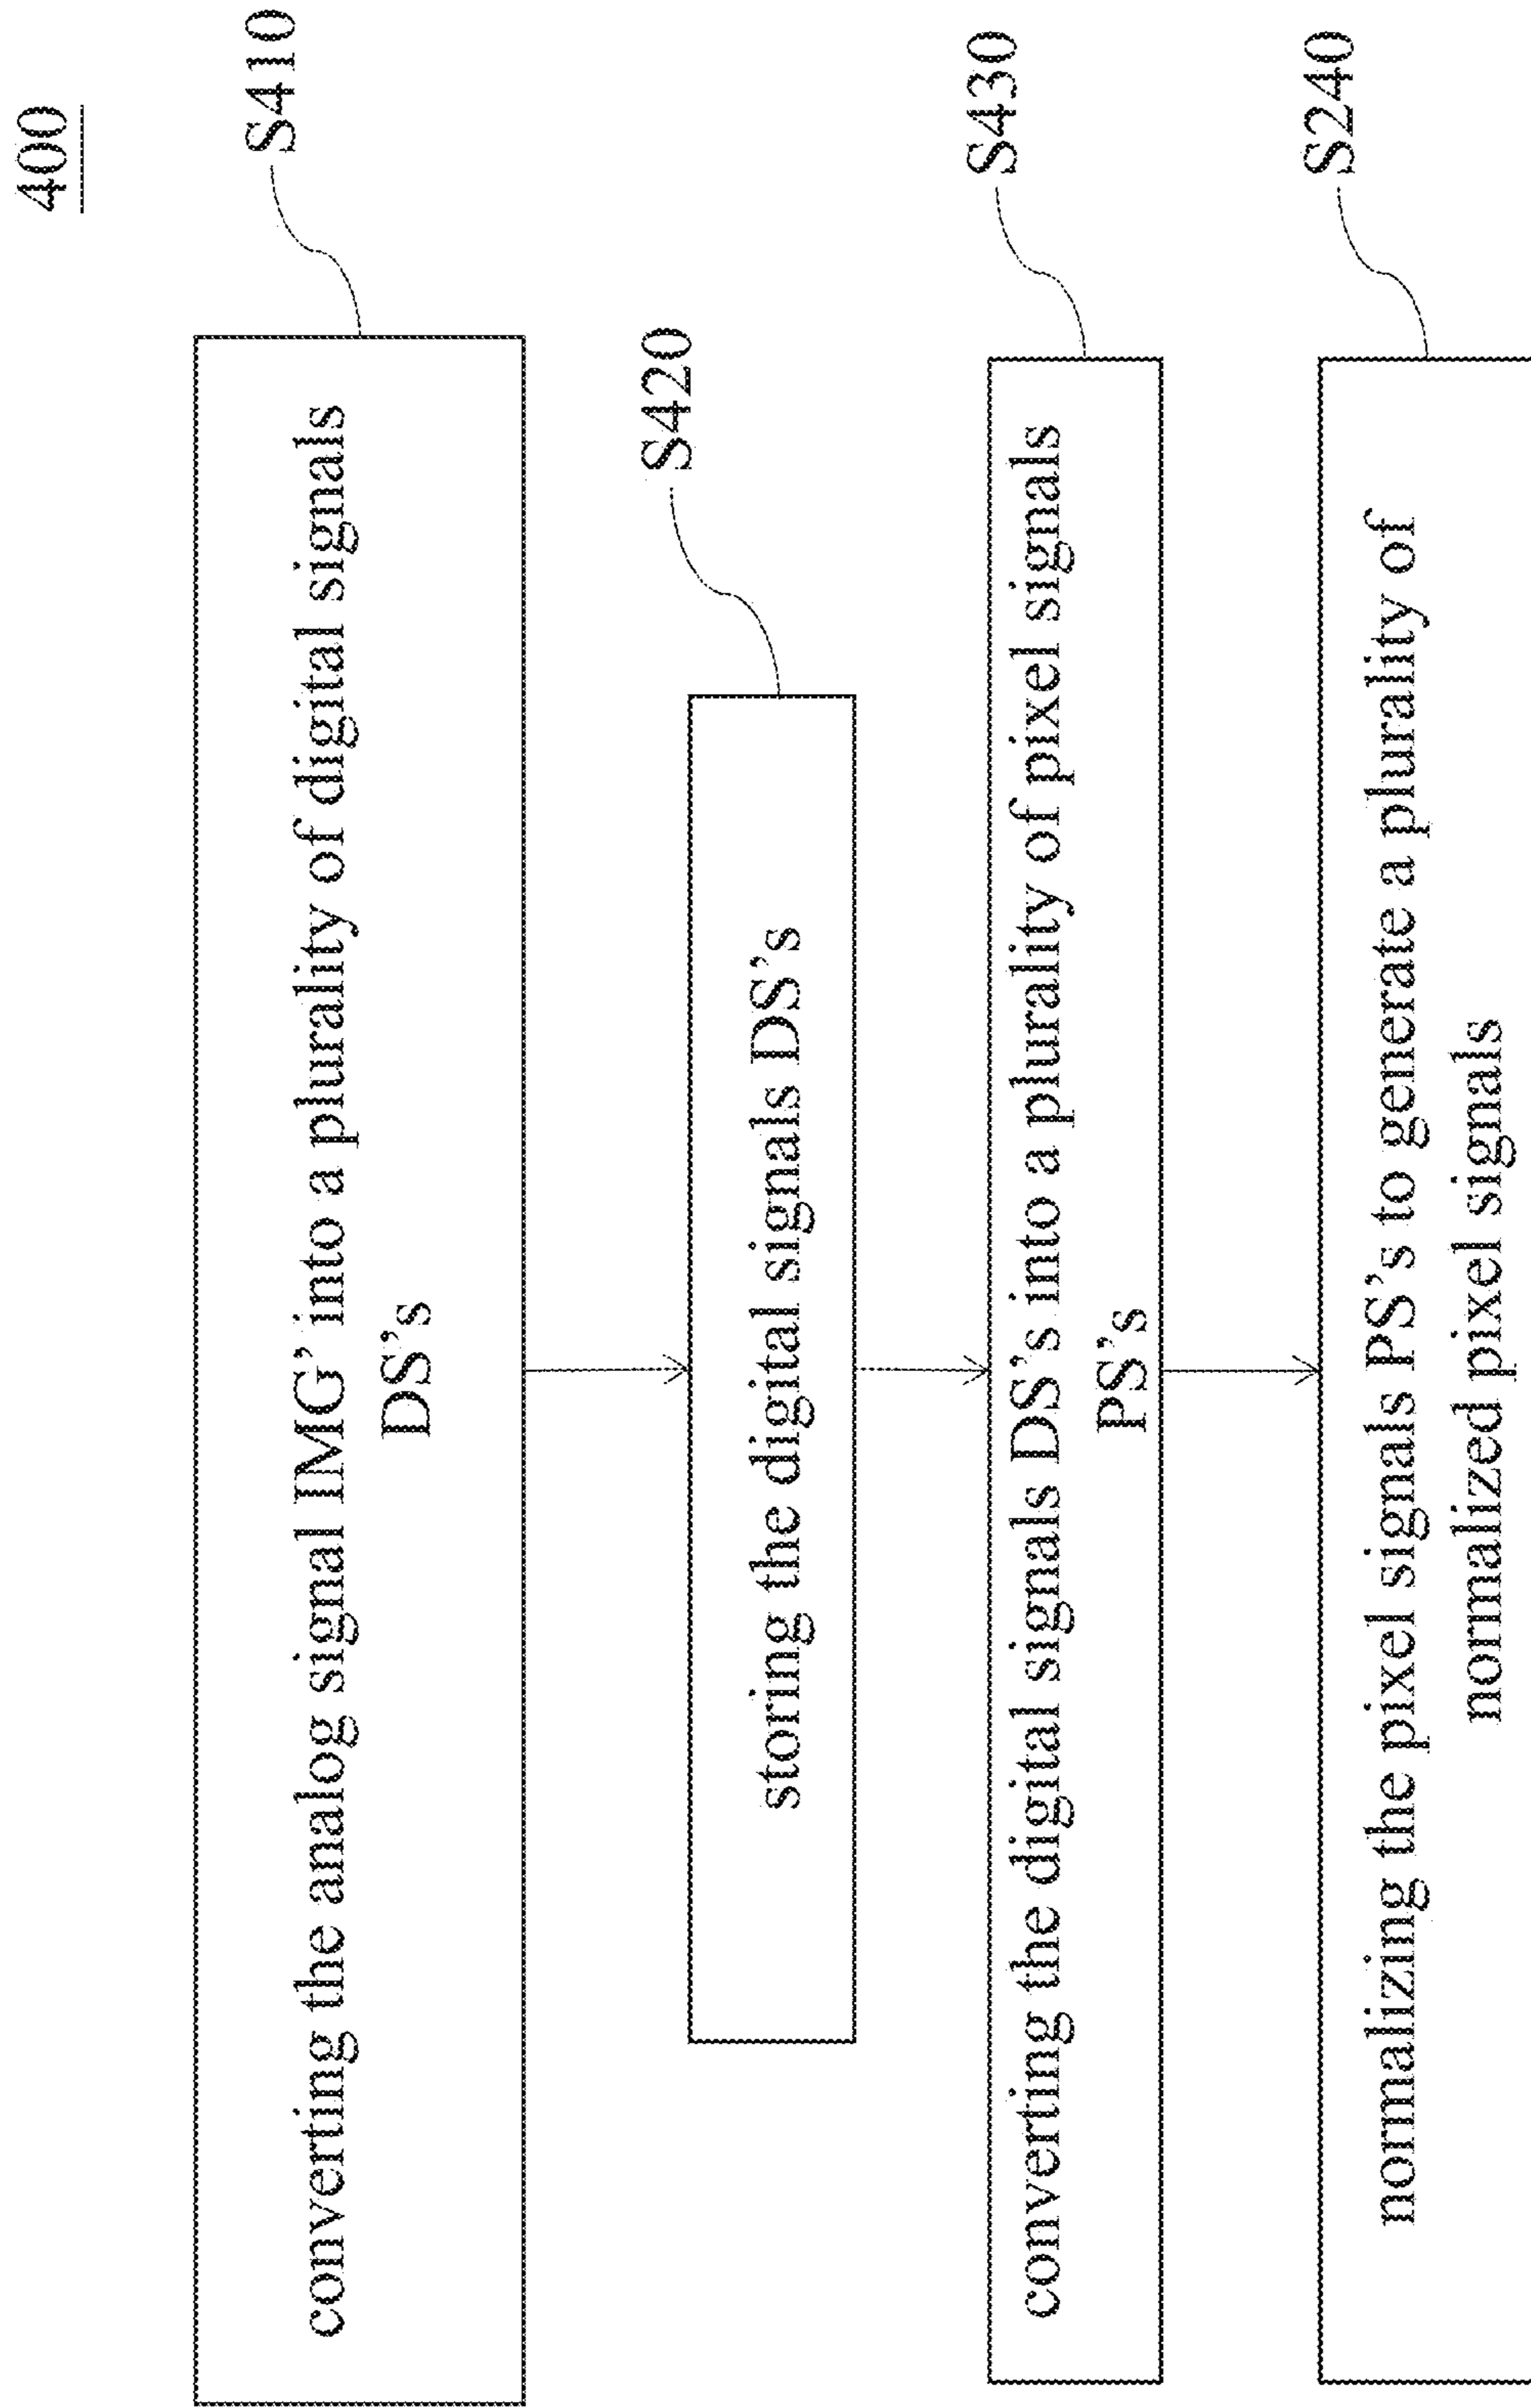 400
S410
converting the analog signal IMG' into a plurality of digital signals
DS's
S420
storing the digital signals DS's
S430
converting the digital signals DS's into a plurality of pixel signals
PS's
S240
normalizing the pixel signals PS's to generate a plurality of
normalized pixel signals